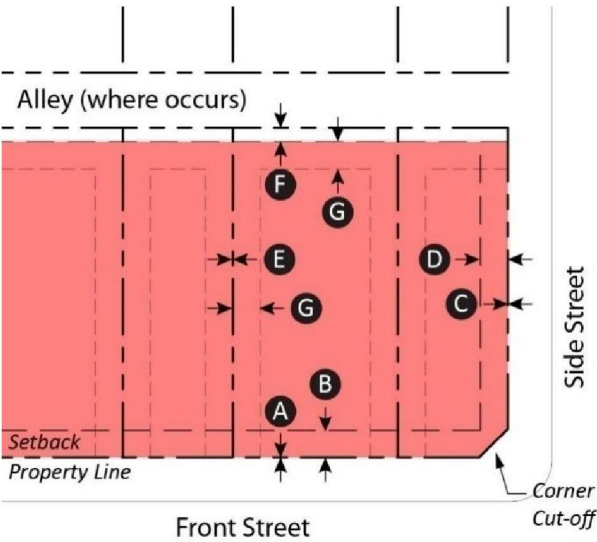 Alley (where occurs)
F
G
E
D
G
C
B
A
Setback
Property Line
Side Street
Corner
Cut-off
Front Street